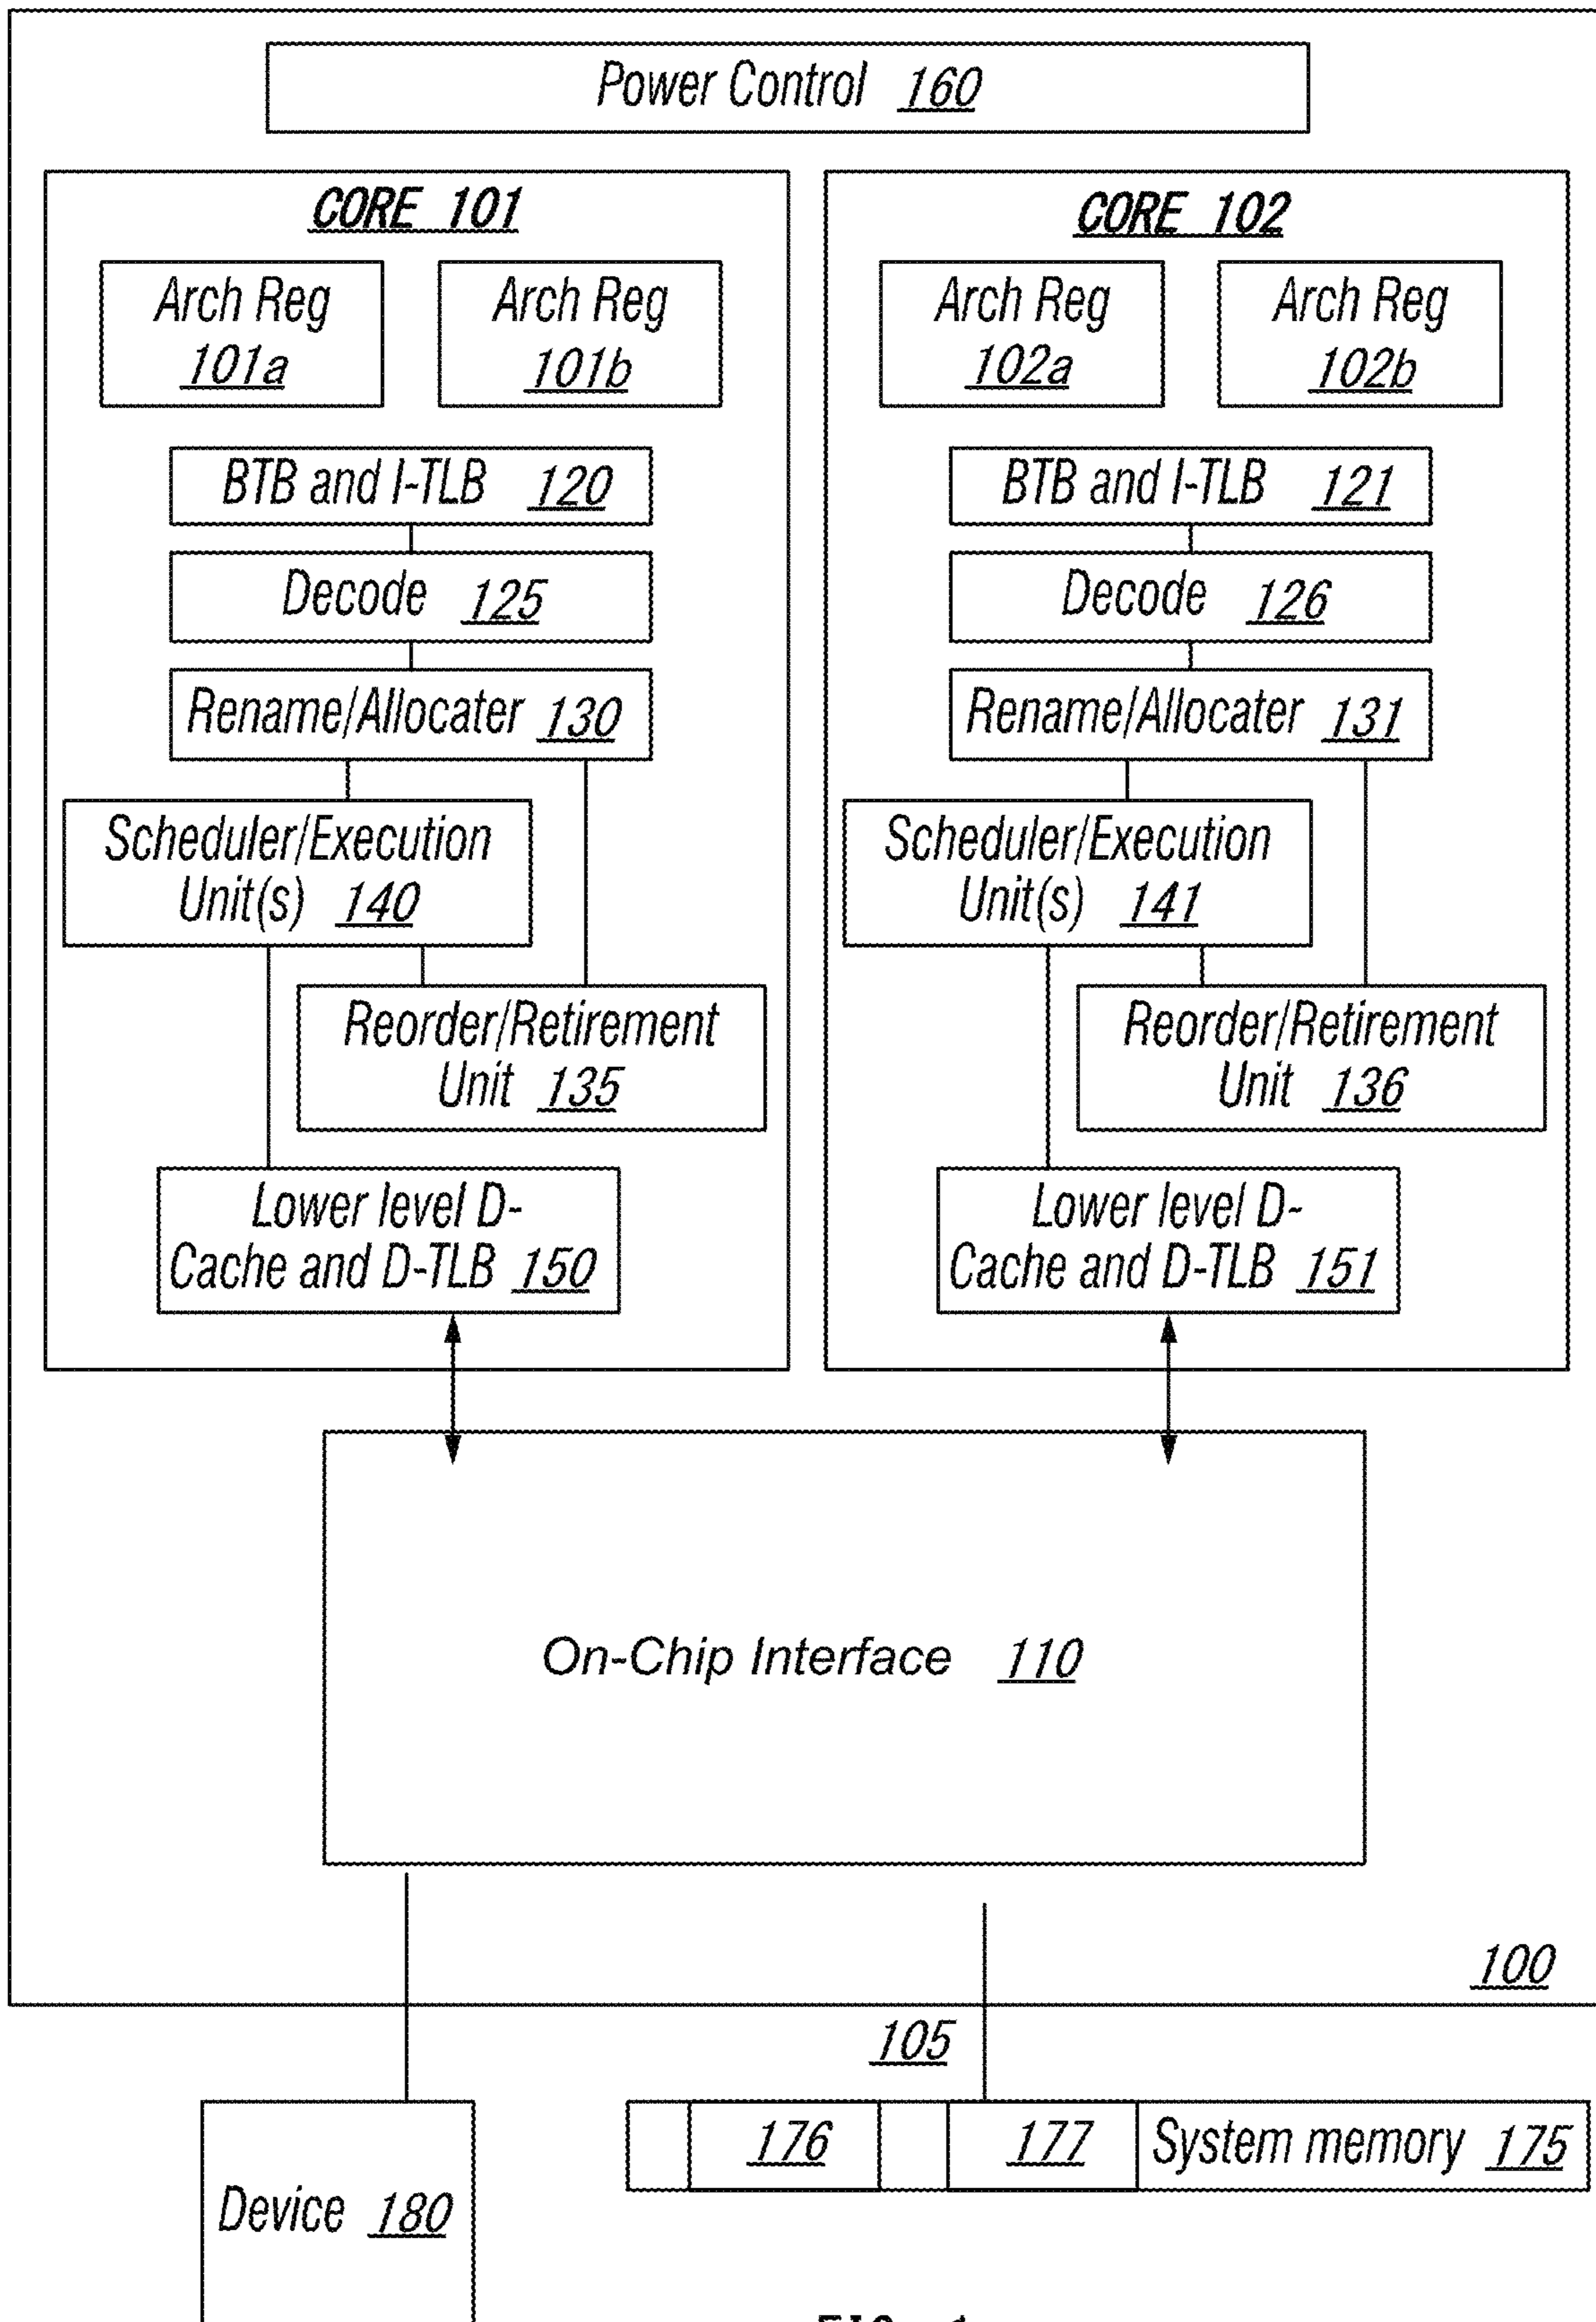 Power Control 160
CORE 101
Arch Reg
101a
Arch Reg
101b
BTB and I-TLB 120
Decode 125
Rename/Allocater 130
Scheduler/Execution
Unit(s) 140
Reorder/Retirement
Unit 135
Lower level D-
Cache and D-TLB 150
CORE 102
Arch Reg
102a
Arch Reg
102b
BTB and I-TLB 121
Decode 126
Rename/Allocater 131
Scheduler/Execution
Unit(s) 141
Reorder/Retirement
Unit 136
Lower level D-
Cache and D-TLB 151
On-Chip Interface 110
100
105
176
177
System memory 175
Device 180